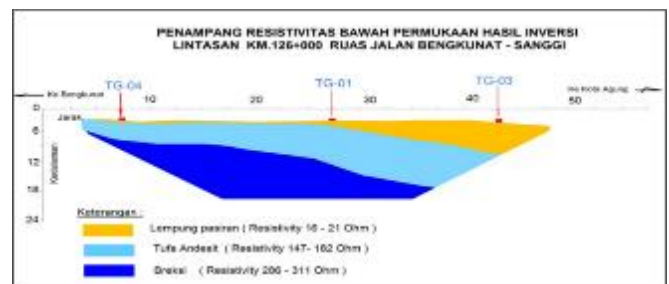 PENAMPANG RESISTIVITAS BAWAH PERMUKAAN HASIL INVERSI
LINTASAN KM.126+000 RUAS JALAN BENGKUNAT - SANGGI
Ke Bengkunat
TG-04
TG-01
TG-03
Ke Kota Agung
0
10
20
30
40
50
Jarak
6
12
18
24
Kedalaman
Keterangan :
Lempung pasiran ( Resistivity 16 - 21 Ohm )
Tufa Andesit ( Resistivity 147- 182 Ohm )
Breksi ( Resistivity 286 - 311 Ohm )